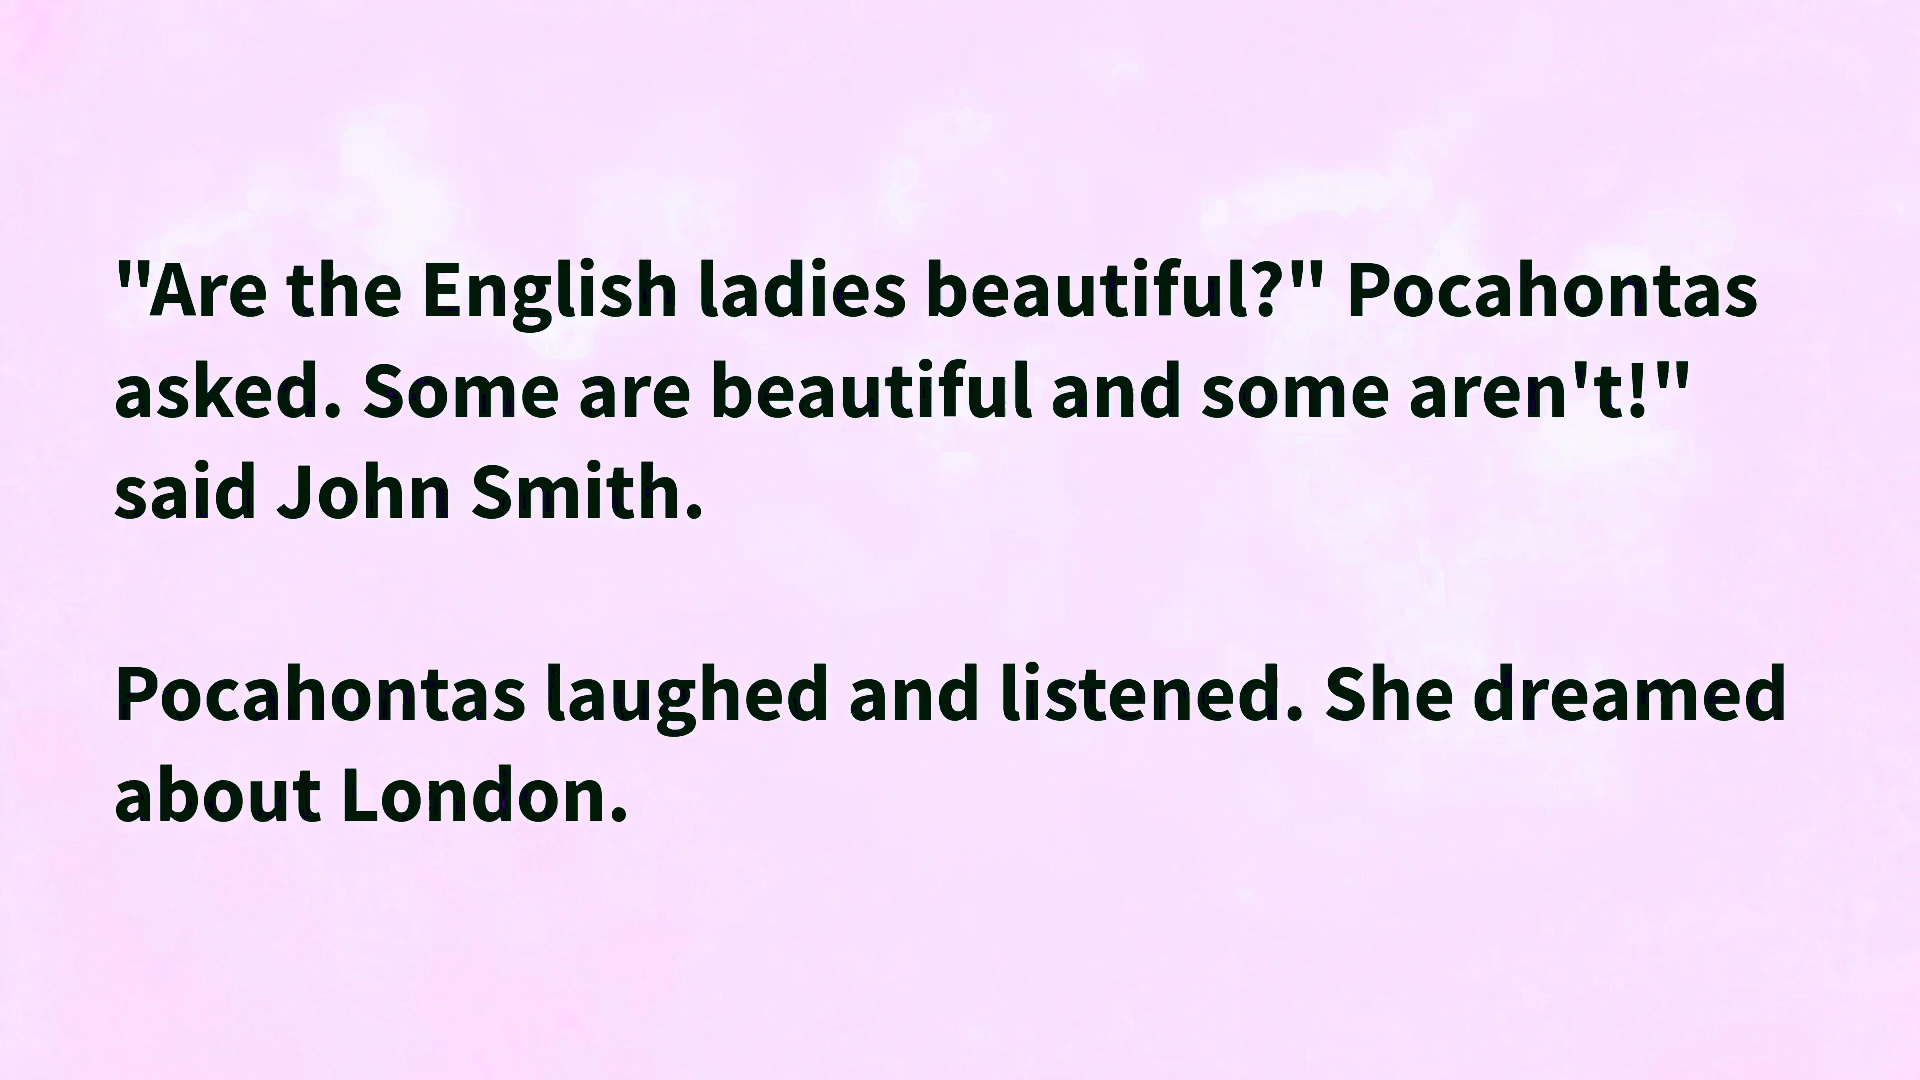 "Are the English ladies beautiful?" Pocahontas
asked. Some are beautiful and some aren't!"
said John Smith.
Pocahontas laughed and listened. She dreamed
about London.